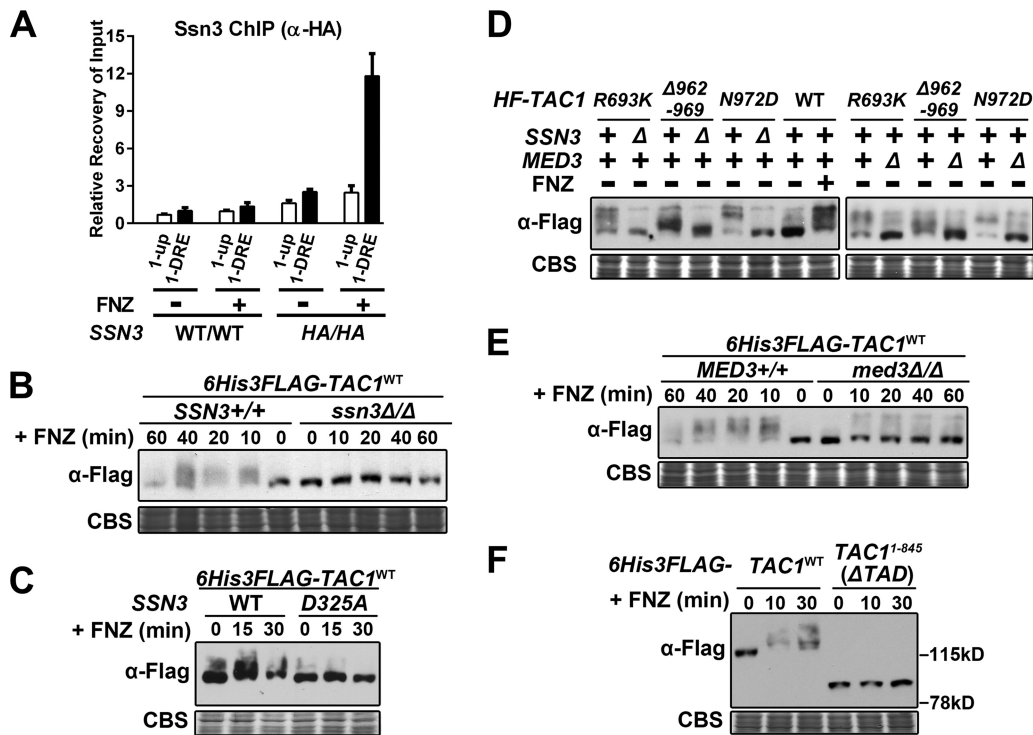 A
Ssn3 ChIP (α-HA)
Relative Recovery of Input
15
12
9
6
3
0
1-up 1-DRE 1-up 1-DRE 1-up 1-DRE 1-up 1-DRE
FNZ - + - +
SSN3 WT/WT HA/HA
B
6His3FLAG-TAC1WT
SSN3+/+ ssn3Δ/Δ
+ FNZ (min) 60 40 20 10 0 0 10 20 40 60
α-Flag
CBS
C
6His3FLAG-TAC1WT
SSN3 WT D325A
+ FNZ (min) 0 15 30 0 15 30
α-Flag
CBS
D
HF-TAC1 R693K Δ962-969 N972D WT R693K Δ962-969 N972D
SSN3 + Δ + Δ + Δ + + + + + + + +
MED3 + + + + + + + + + Δ + Δ + Δ
FNZ - - - - - - - + - - - - - -
α-Flag
CBS
E
6His3FLAG-TAC1WT
MED3+/+ med3Δ/Δ
+ FNZ (min) 60 40 20 10 0 0 10 20 40 60
α-Flag
CBS
F
6His3FLAG- TAC1WT TAC11-845 (ΔTAD)
+ FNZ (min) 0 10 30 0 10 30
α-Flag
–115kD
–78kD
CBS